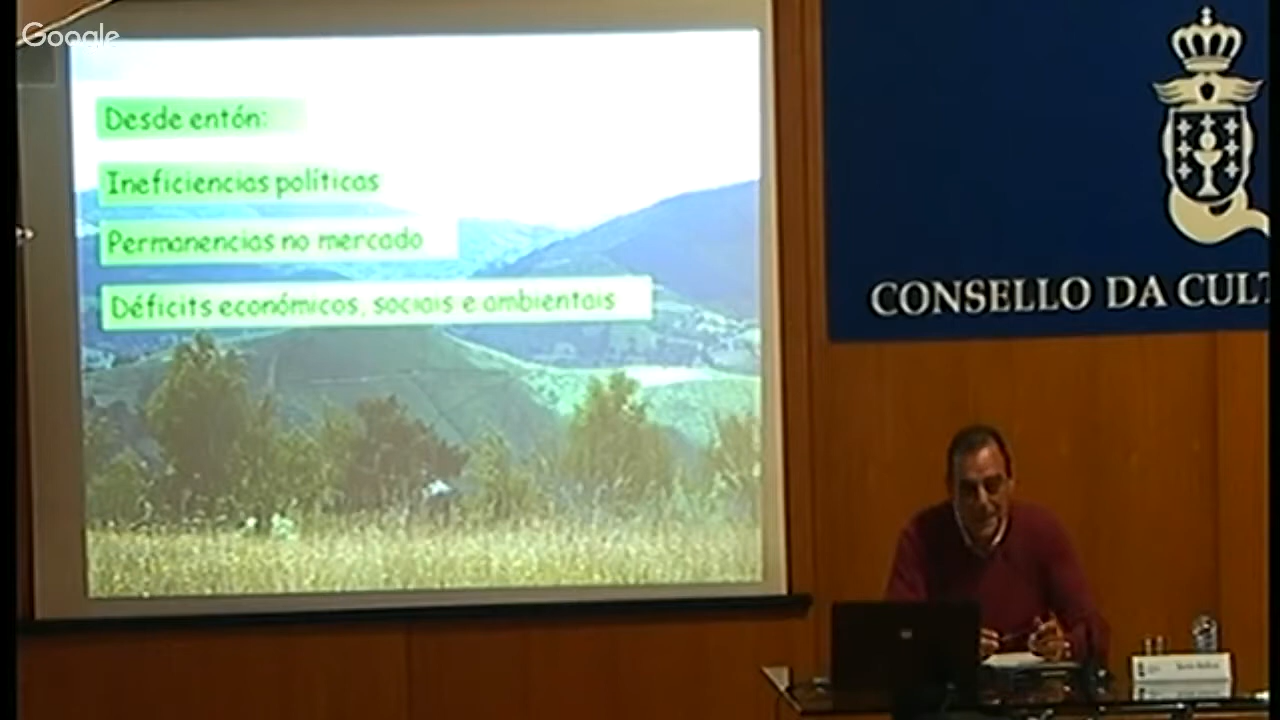 Google
Desde entón:
Ineficiencias políticas
Permanencias no mercado
Déficits económicos, sociais e ambientais
CONSELLO DA CULT